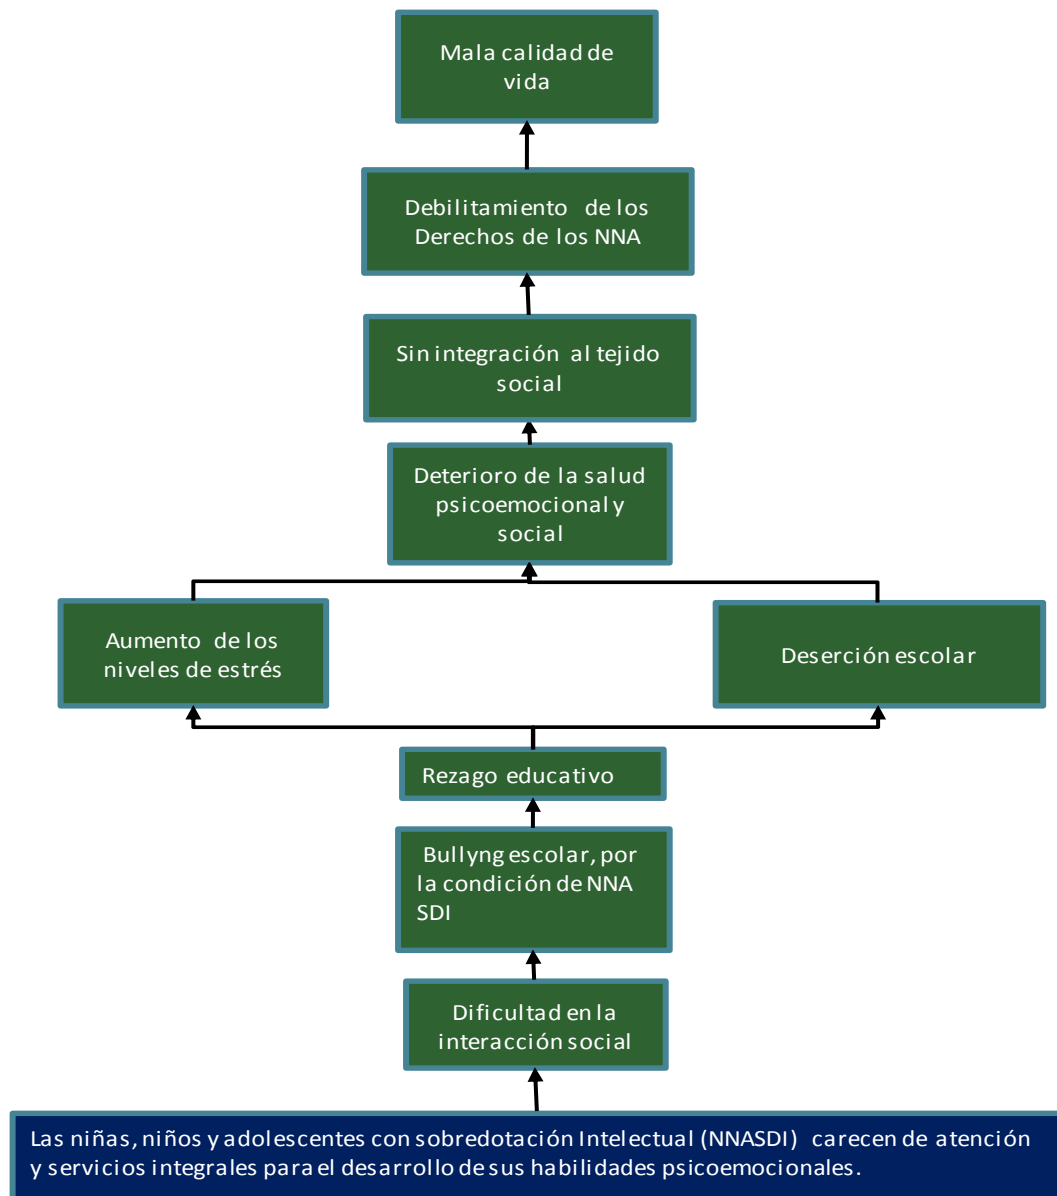 Mala calidad de
vida
Debilitamiento de los
Derechos de los NNA
Sin integración al tejido
social
Deterioro de la salud
psicoemocional y
social
Aumento de los
niveles de estrés
Deserción escolar
Rezago educativo
Bullyng escolar, por
la condición de NNA
SDI
Dificultad en la
interacción social
Las niñas, niños y adolescentes con sobredotación Intelectual (NNASDI) carecen de atención
y servicios integrales para el desarrollo de sus habilidades psicoemocionales.